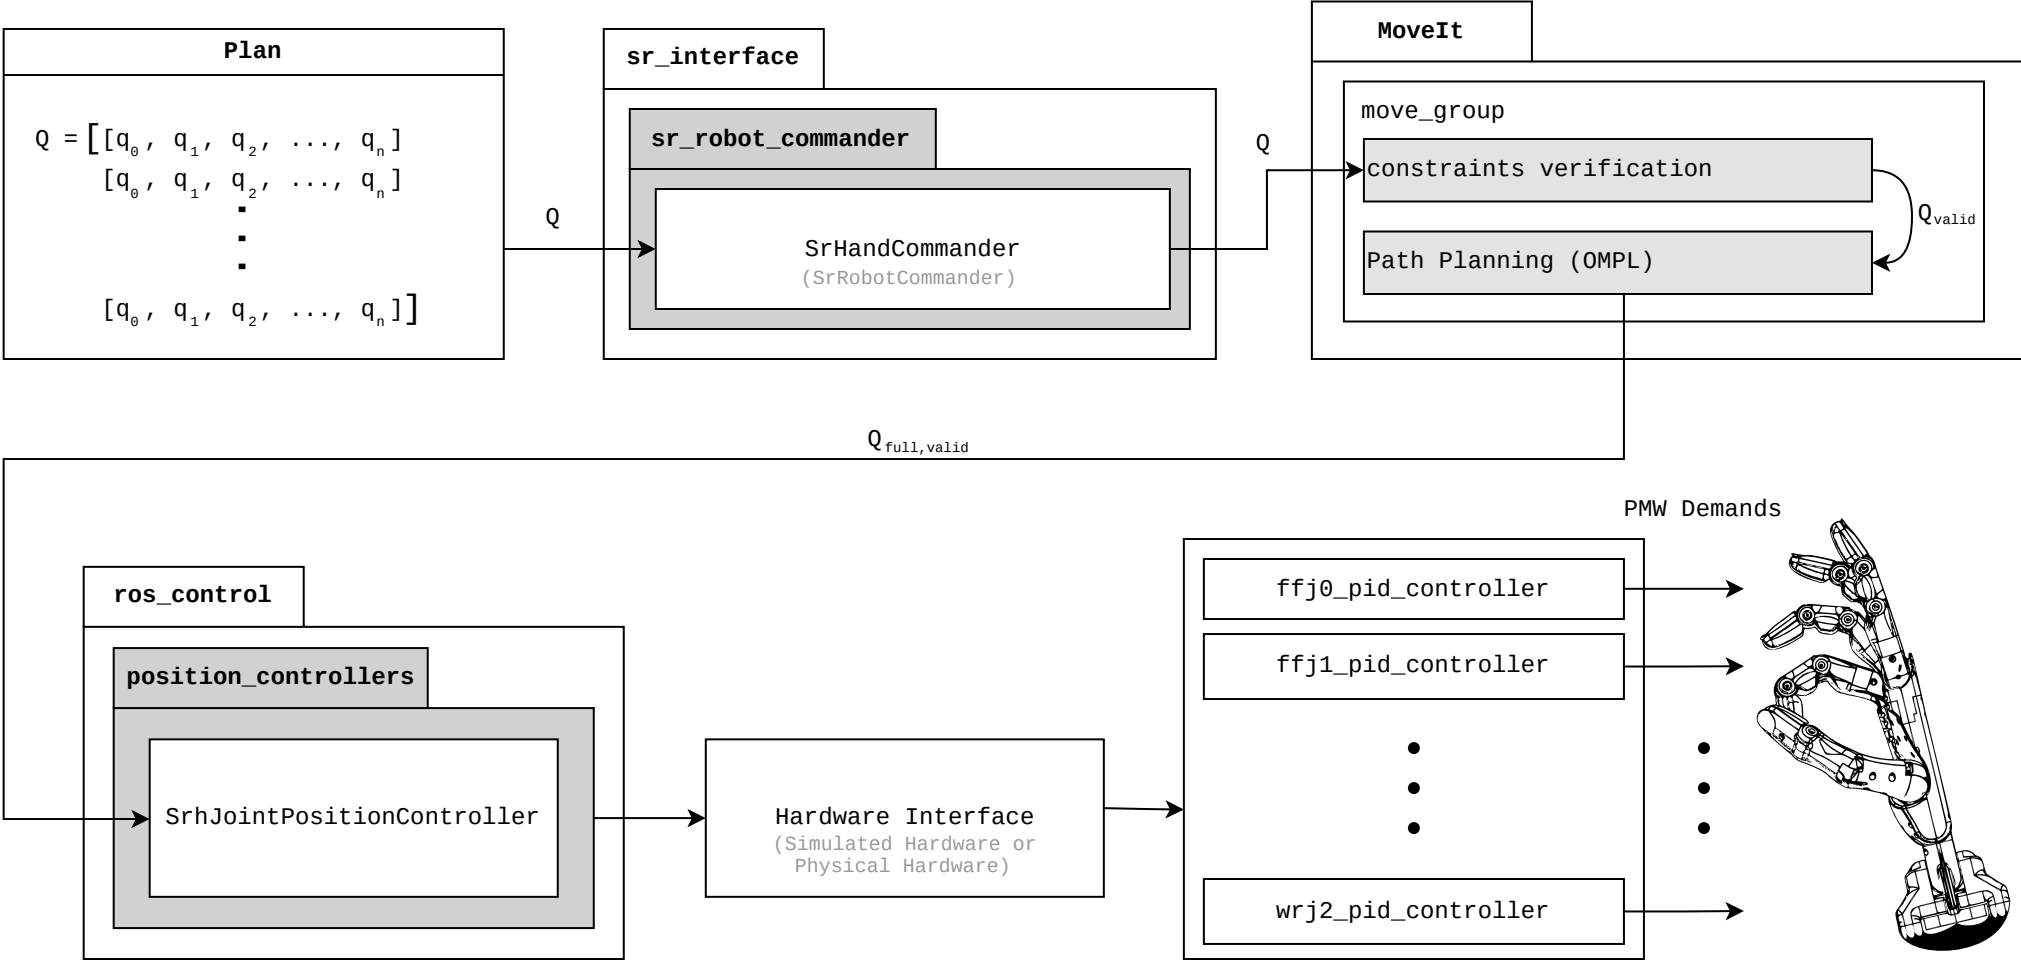 Plan
Q = [[q0, q1, q2, ..., qn]
[q0, q1, q2, ..., qn]
[q0, q1, q2, ..., qn]]
Q
sr_interface
sr_robot_commander
SrHandCommander
(SrRobotCommander)
Q
MoveIt
move_group
constraints verification
Qvalid
Path Planning (OMPL)
Qfull,valid
ros_control
position_controllers
SrhJointPositionController
Hardware Interface
(Simulated Hardware or
Physical Hardware)
PMW Demands
ffj0_pid_controller
ffj1_pid_controller
wrj2_pid_controller